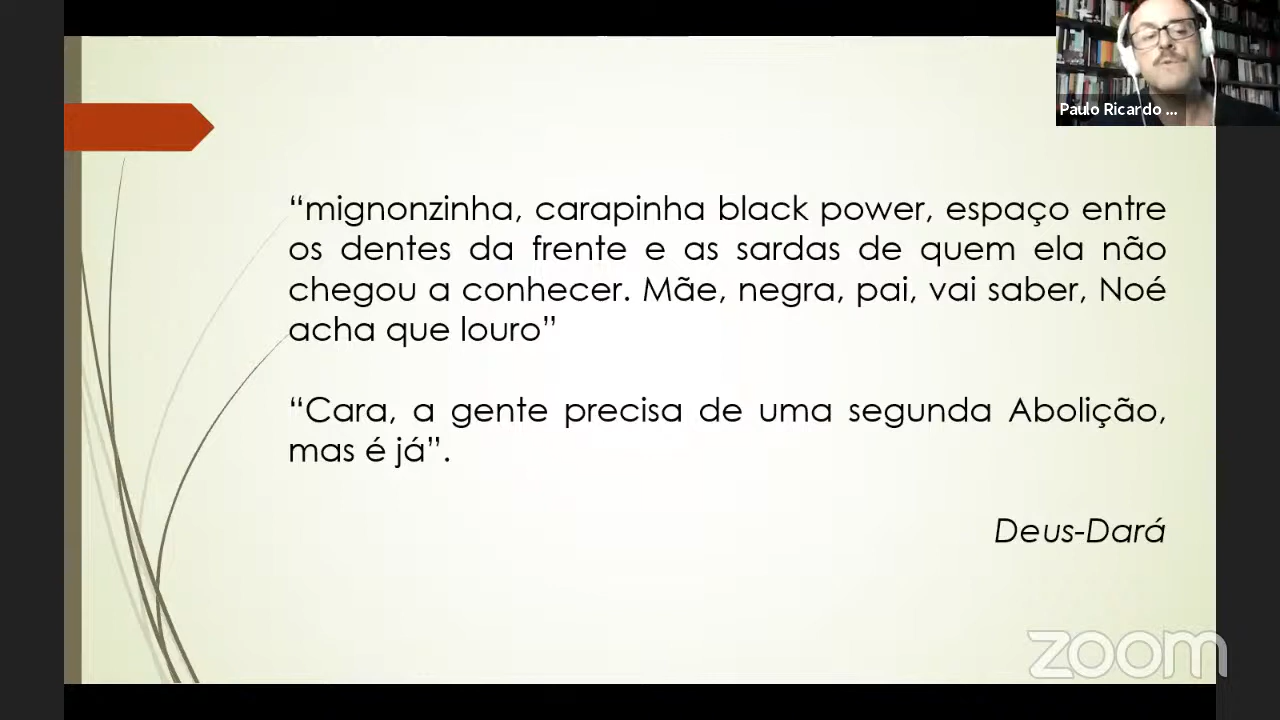 Paulo Ricardo ...
“mignonzinha, carapinha black power, espaço entre
os dentes da frente e as sardas de quem ela não
chegou a conhecer. Mãe, negra, pai, vai saber, Noé
acha que louro”
“Cara, a gente precisa de uma segunda Abolição,
mas é já”.
Deus-Dará
zoom